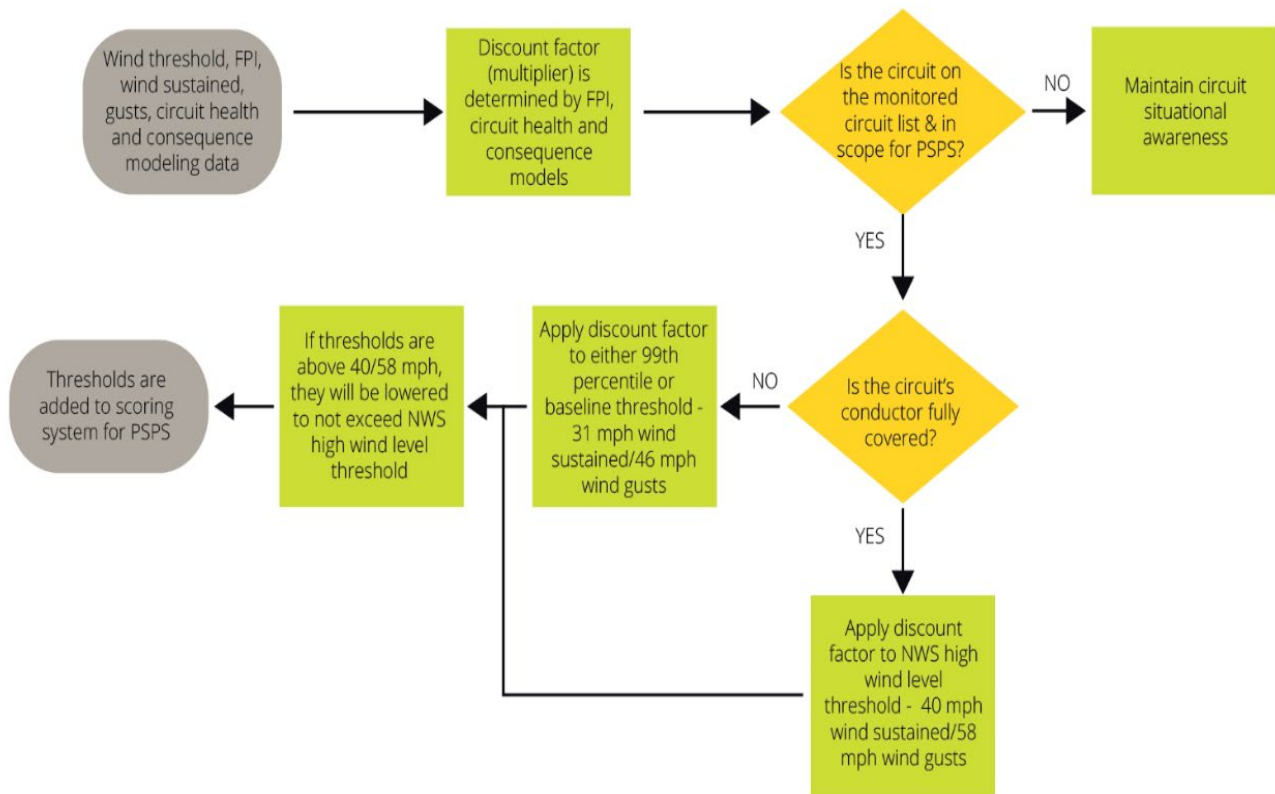 Wind threshold, FPI,
wind sustained,
gusts, circuit health
and consequence
modeling data
Discount factor
(multiplier) is
determined by FPI,
circuit health and
consequence
models
Is the circuit on
the monitored
circuit list & in
scope for PSPS?
NO
Maintain circuit
situational
awareness
YES
Thresholds are
added to scoring
system for PSPS
If thresholds are
above 40/58 mph,
they will be lowered
to not exceed NWS
high wind level
threshold
Apply discount factor
to either 99th
percentile or
baseline threshold -
31 mph wind
sustained/46 mph
wind gusts
NO
Is the circuit's
conductor fully
covered?
YES
Apply discount
factor to NWS high
wind level
threshold - 40 mph
wind sustained/58
mph wind gusts